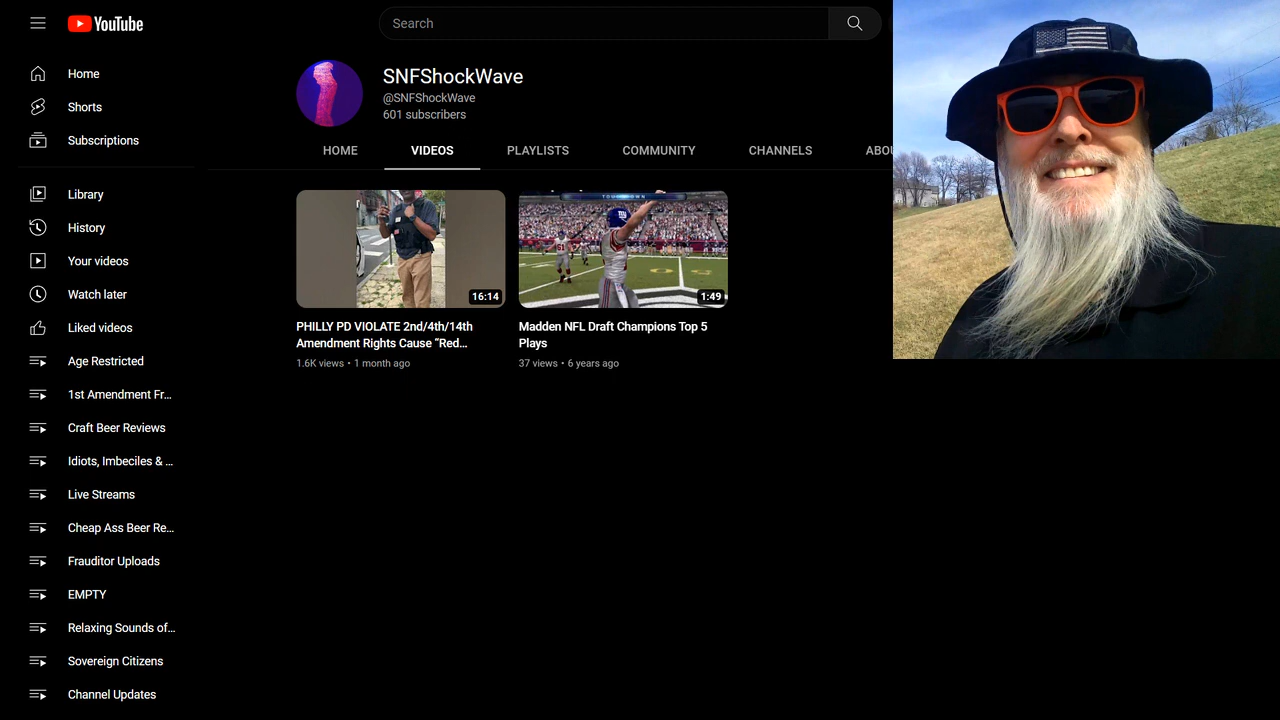 YouTube
Search
Home
Shorts
Subscriptions
Library
History
Your videos
Watch later
Liked videos
Age Restricted
1st Amendment Fr...
Craft Beer Reviews
Idiots, Imbeciles & ...
Live Streams
Cheap Ass Beer Re...
Frauditor Uploads
EMPTY
Relaxing Sounds of...
Sovereign Citizens
Channel Updates
SNFShockWave
@SNFShockWave
601 subscribers
HOME VIDEOS PLAYLISTS COMMUNITY CHANNELS ABOU
16:14
PHILLY PD VIOLATE 2nd/4th/14th
Amendment Rights Cause “Red...
1.6K views • 1 month ago
TOUCHDOWN
1:49
Madden NFL Draft Champions Top 5
Plays
37 views • 6 years ago